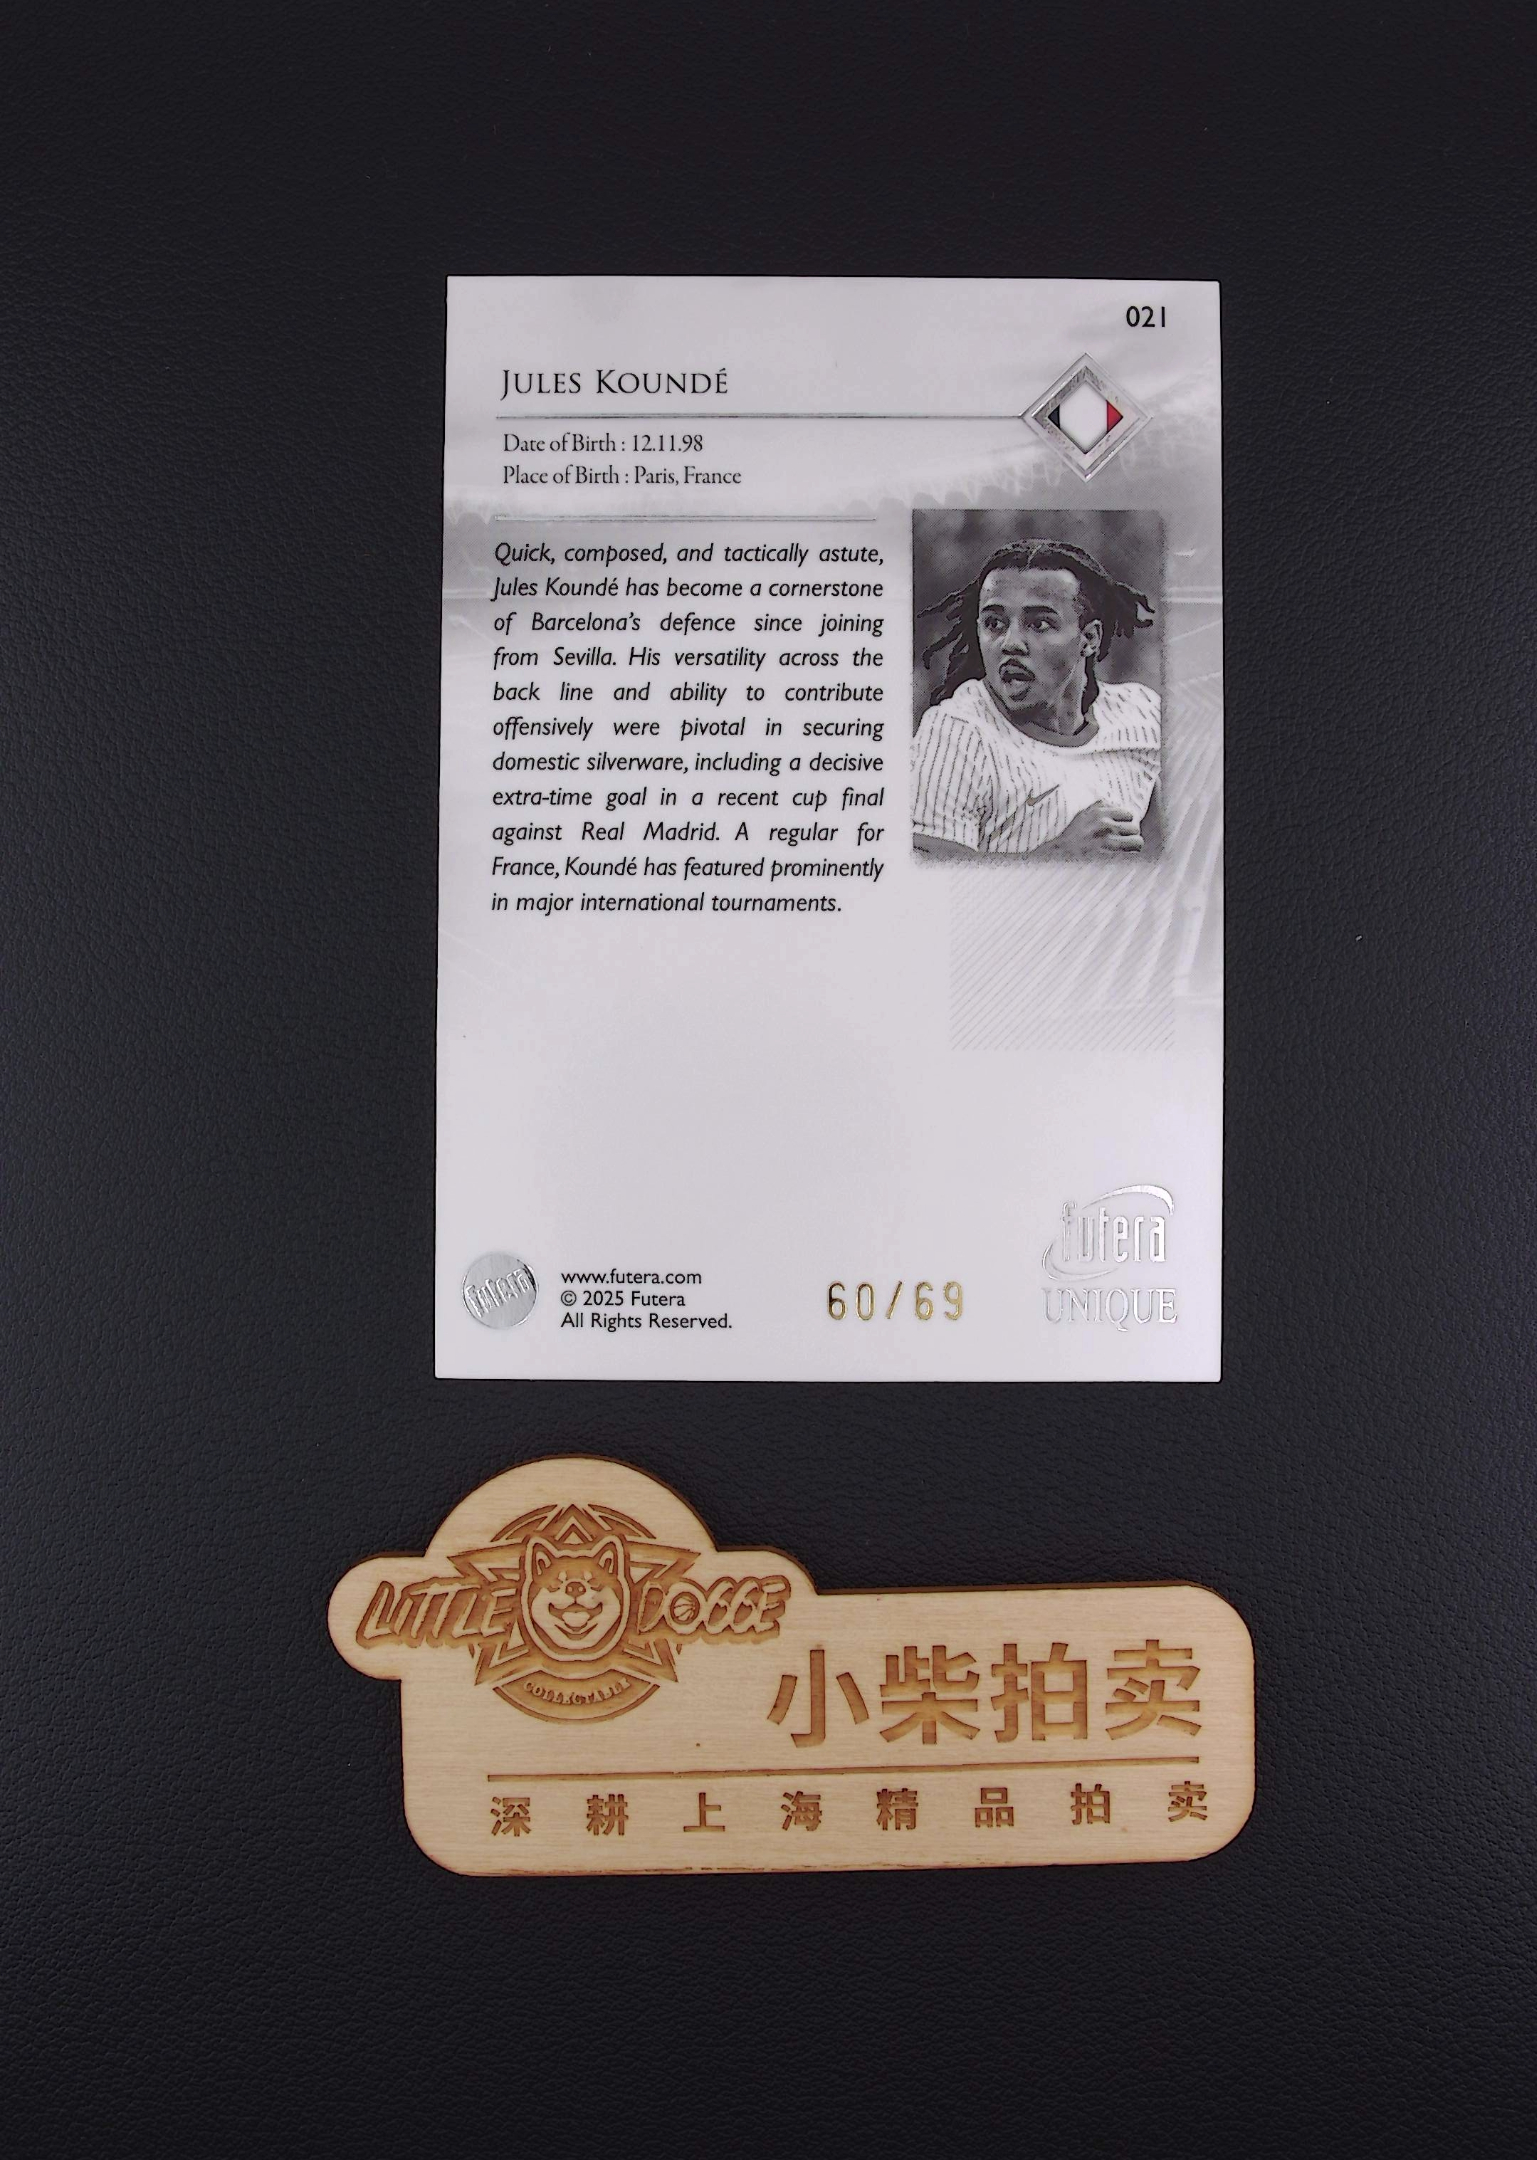 021
JULES KOUNDÉ
Date of Birth : 12.11.98
Place of Birth : Paris, France
Quick, composed, and tactically astute,
Jules Koundé has become a cornerstone
of Barcelona's defence since joining
from Sevilla. His versatility across the
back line and ability to contribute
offensively were pivotal in securing
domestic silverware, including a decisive
extra-time goal in a recent cup final
against Real Madrid. A regular for
France, Koundé has featured prominently
in major international tournaments.
futera
www.futera.com
© 2025 Futera
All Rights Reserved.
60/69
futera
UNIQUE
LITTLE DOGGE
COLLECTABLE
小柴拍卖
深耕上海精品拍卖